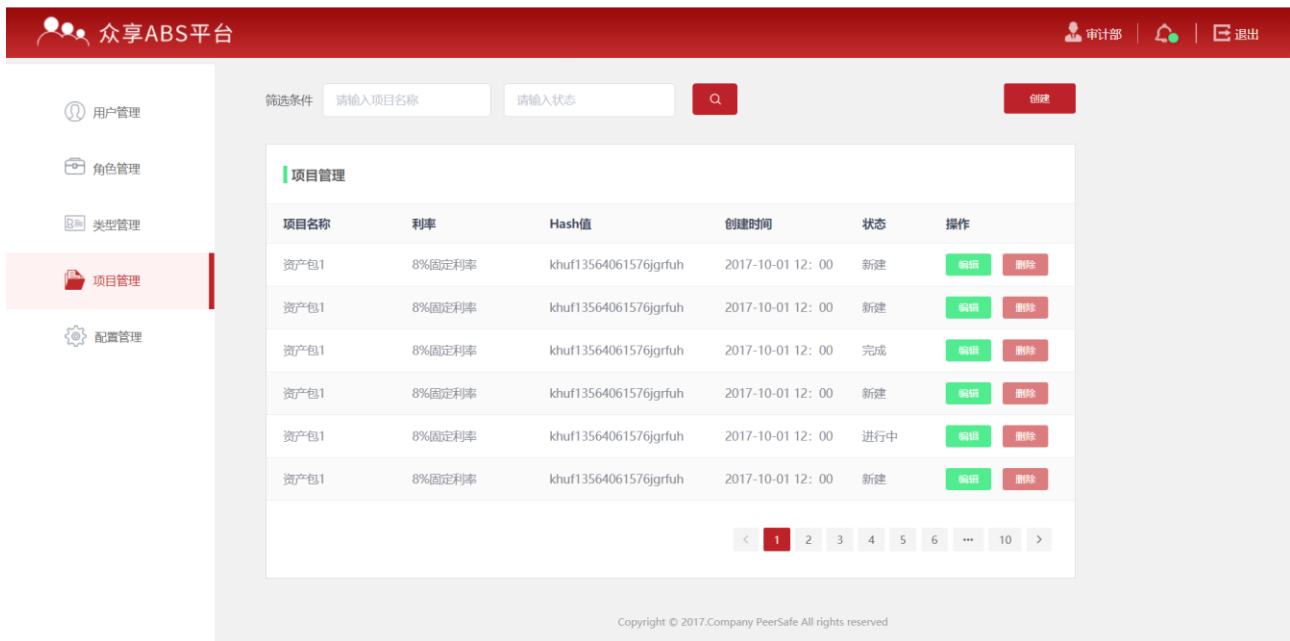 众享ABS平台 审计部 退出
筛选条件 请输入项目名称 请输入状态 创建
用户管理
角色管理
类型管理
项目管理
配置管理
项目管理
项目名称 利率 Hash值 创建时间 状态 操作
资产包1 8%固定利率 khuf13564061576jgrfuh 2017-10-01 12：00 新建 编辑 删除
资产包1 8%固定利率 khuf13564061576jgrfuh 2017-10-01 12：00 新建 编辑 删除
资产包1 8%固定利率 khuf13564061576jgrfuh 2017-10-01 12：00 完成 编辑 删除
资产包1 8%固定利率 khuf13564061576jgrfuh 2017-10-01 12：00 新建 编辑 删除
资产包1 8%固定利率 khuf13564061576jgrfuh 2017-10-01 12：00 进行中 编辑 删除
资产包1 8%固定利率 khuf13564061576jgrfuh 2017-10-01 12：00 新建 编辑 删除
< 1 2 3 4 5 6 ··· 10 >
Copyright © 2017.Company PeerSafe All rights reserved